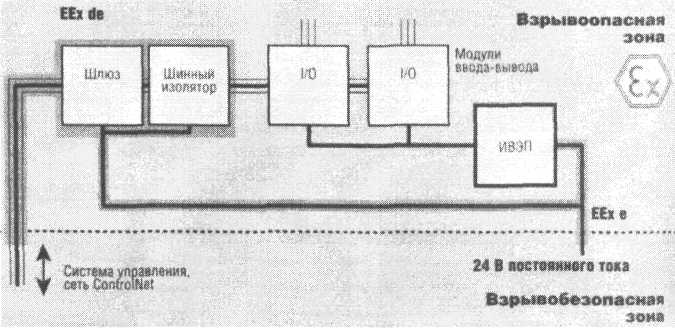 EEx de
Взрывоопасная
зона
Шлюз
Шинный
изолятор
I/O
I/O
Модули
ввода-вывода
Ex
ИВЭП
EEx e
24 В постоянного тока
Система управления,
сеть ControlNet
Взрывобезопасная
зона